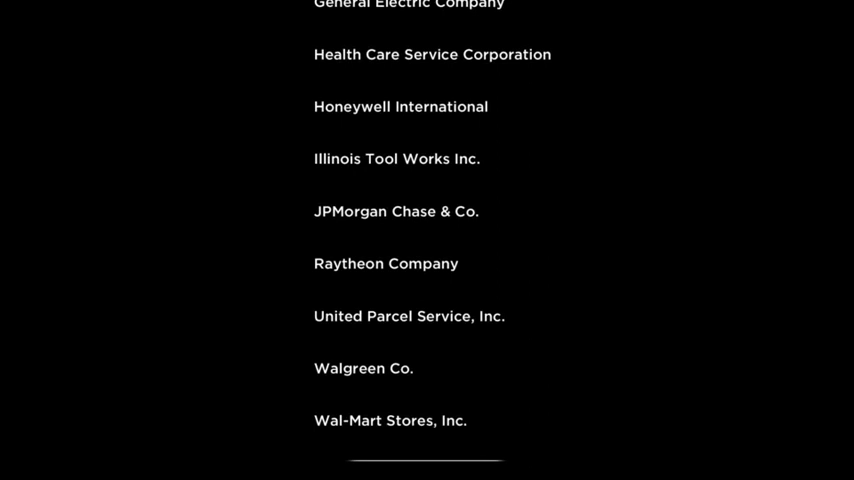 General Electric Company
Health Care Service Corporation
Honeywell International
Illinois Tool Works Inc.
JPMorgan Chase & Co.
Raytheon Company
United Parcel Service, Inc.
Walgreen Co.
Wal-Mart Stores, Inc.